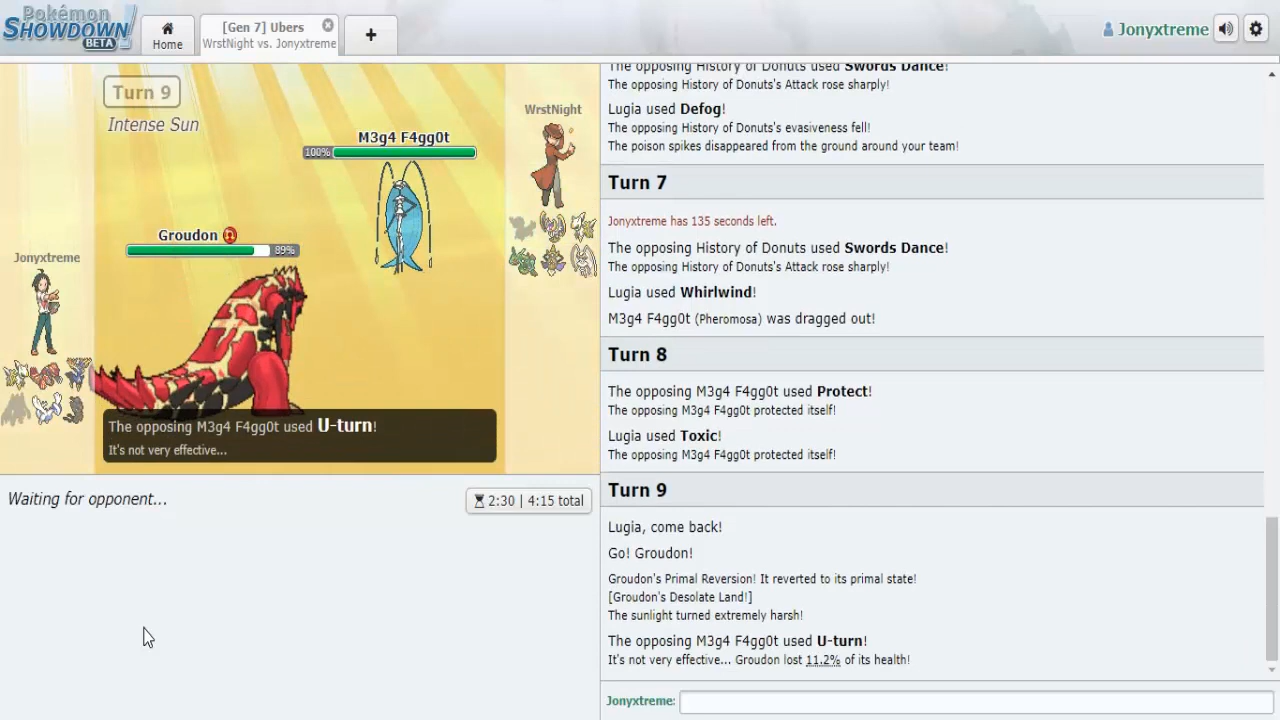 Pokémon
SHOWDOWN
BETA
Home
[Gen 7] Ubers
WrstNight vs. Jonyxtreme
+
Jonyxtreme
Turn 9
Intense Sun
M3g4 F4gg0t
100%
WrstNight
Groudon
89%
Jonyxtreme
The opposing M3g4 F4gg0t used U-turn!
It's not very effective...
Waiting for opponent...
2:30 | 4:15 total
The opposing History of Donuts used Swords Dance!
The opposing History of Donuts's Attack rose sharply!
Lugia used Defog!
The opposing History of Donuts's evasiveness fell!
The poison spikes disappeared from the ground around your team!
Turn 7
Jonyxtreme has 135 seconds left.
The opposing History of Donuts used Swords Dance!
The opposing History of Donuts's Attack rose sharply!
Lugia used Whirlwind!
M3g4 F4gg0t (Pheromosa) was dragged out!
Turn 8
The opposing M3g4 F4gg0t used Protect!
The opposing M3g4 F4gg0t protected itself!
Lugia used Toxic!
The opposing M3g4 F4gg0t protected itself!
Turn 9
Lugia, come back!
Go! Groudon!
Groudon's Primal Reversion! It reverted to its primal state!
[Groudon's Desolate Land!]
The sunlight turned extremely harsh!
The opposing M3g4 F4gg0t used U-turn!
It's not very effective... Groudon lost 11.2% of its health!
Jonyxtreme: